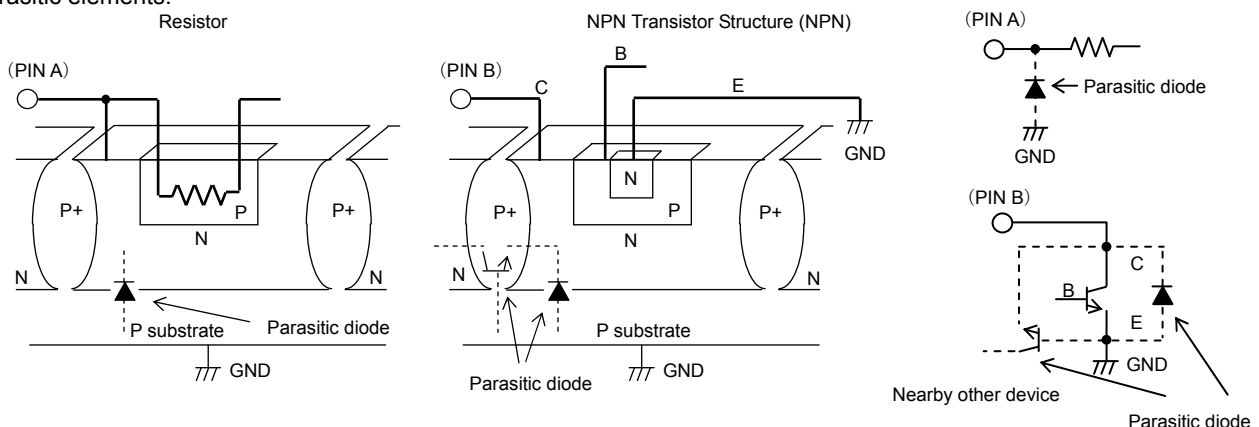 rasitic elements.
Resistor
(PIN A)
P+
P
P+
N
N
N
P substrate
Parasitic diode
GND
NPN Transistor Structure (NPN)
(PIN B)
C
B
E
GND
N
P+
P
P+
N
N
N
P substrate
Parasitic diode
GND
(PIN A)
Parasitic diode
GND
(PIN B)
C
B
E
GND
Nearby other device
Parasitic diode